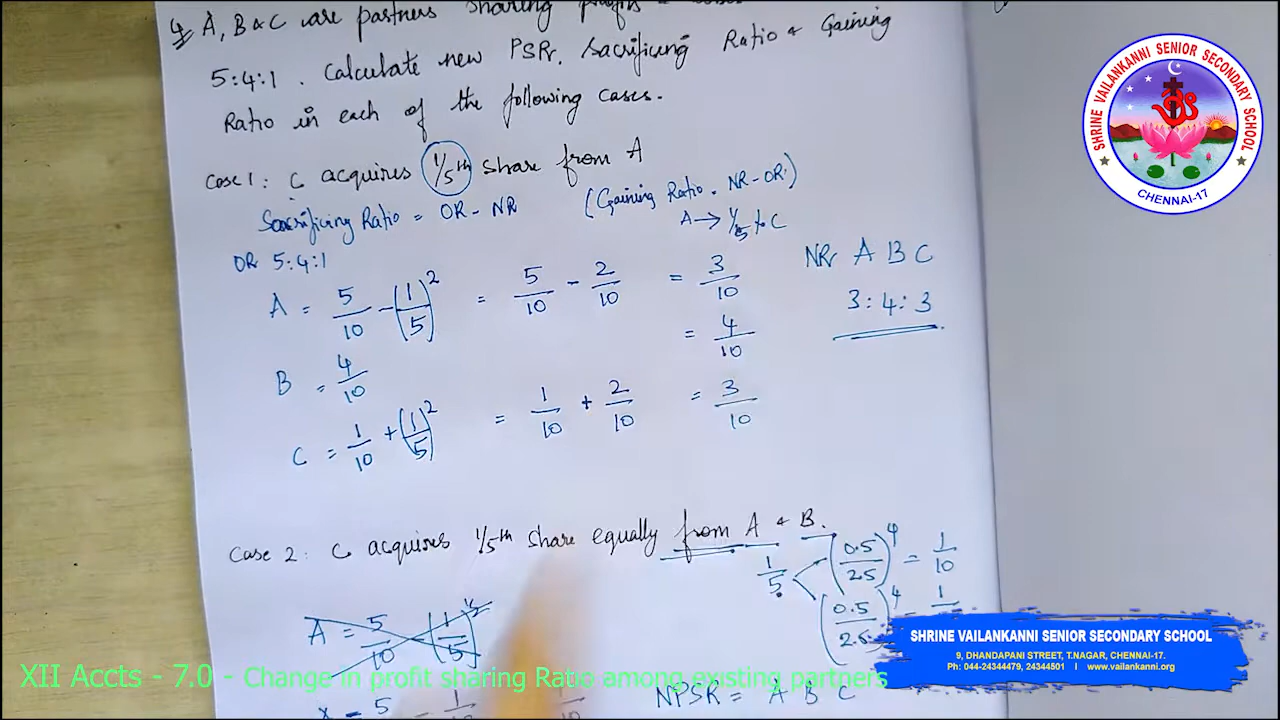 4) A, B & C are partners sharing profits &
5:4:1. Calculate new PSR, Sacrificing Ratio & Gaining
Ratio in each of the following cases.
Case 1: C acquires 1/5th share from A
Sacrificing Ratio = OR - NR (Gaining Ratio = NR - OR)
A → 1/5 to C
OR 5:4:1
A = 5/10 - (1/5)² = 5/10 - 2/10 = 3/10
NR A B C
3:4:3
B = 4/10 = 4/10
C = 1/10 + (1/5)² = 1/10 + 2/10 = 3/10
Case 2: C acquires 1/5th share equally from A & B.
1/5 (0.5/2.5)4 = 1/10
(0.5/2.5)4 = 1
A = 5/10 - (1/5)
NPSR = A B C
SHRINE VAILANKANNI SENIOR SECONDARY SCHOOL
CHENNAI-17
SHRINE VAILANKANNI SENIOR SECONDARY SCHOOL
9, DHANDAPANI STREET, T.NAGAR, CHENNAI-17.
Ph: 044-24344479, 24344501 I www.vailankanni.org
XII Accts - 7.0 - Change in profit sharing Ratio among existing partners